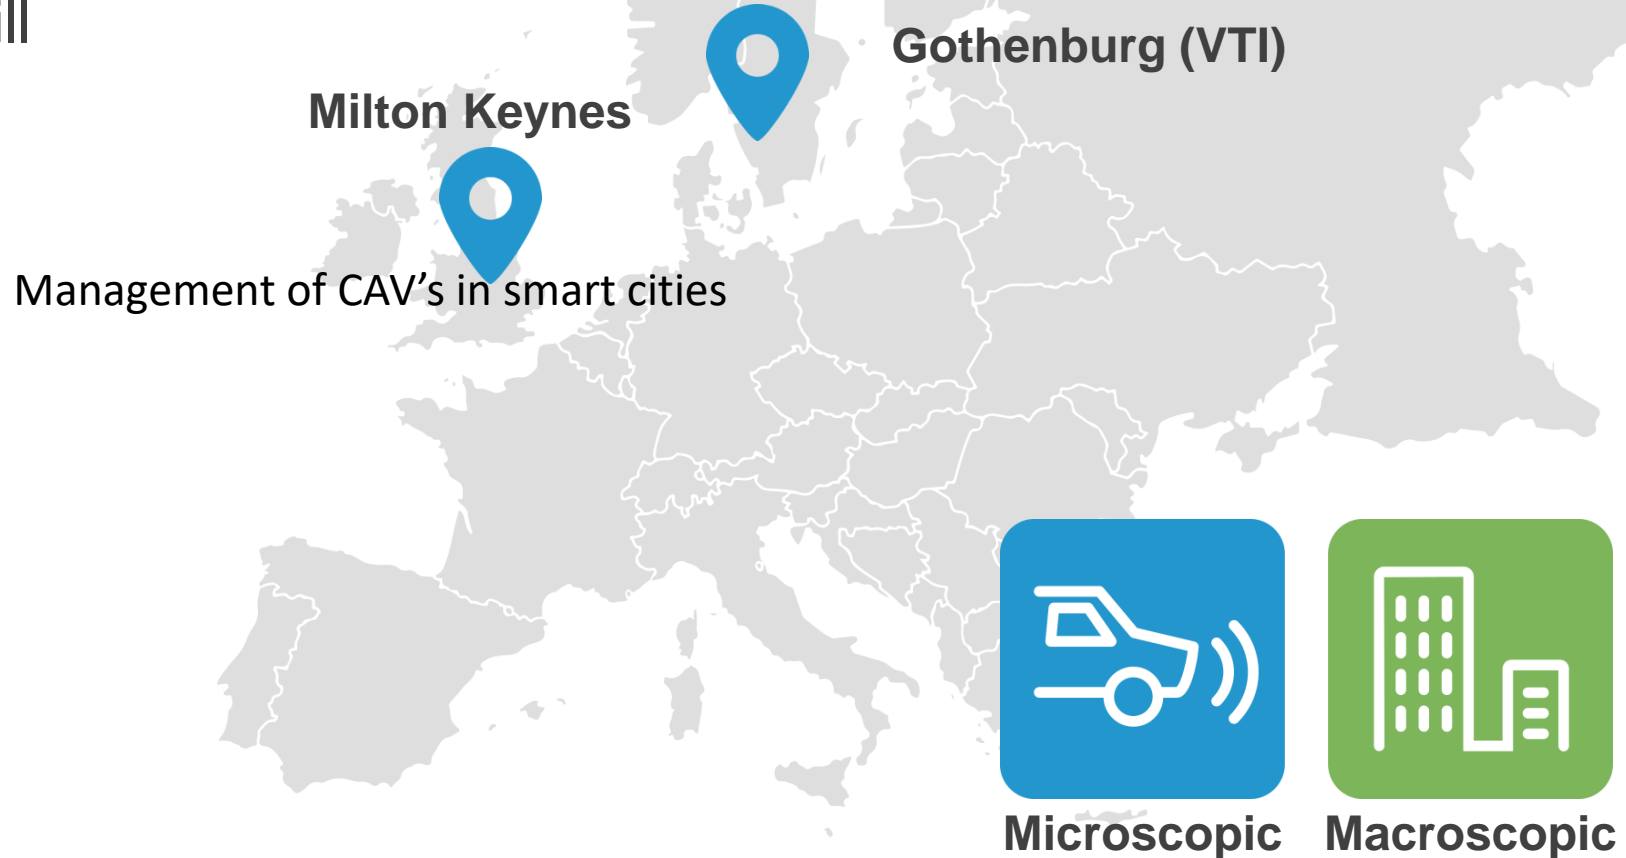 Gothenburg (VTI)
Milton Keynes
Management of CAV’s in smart cities
Microscopic
Macroscopic